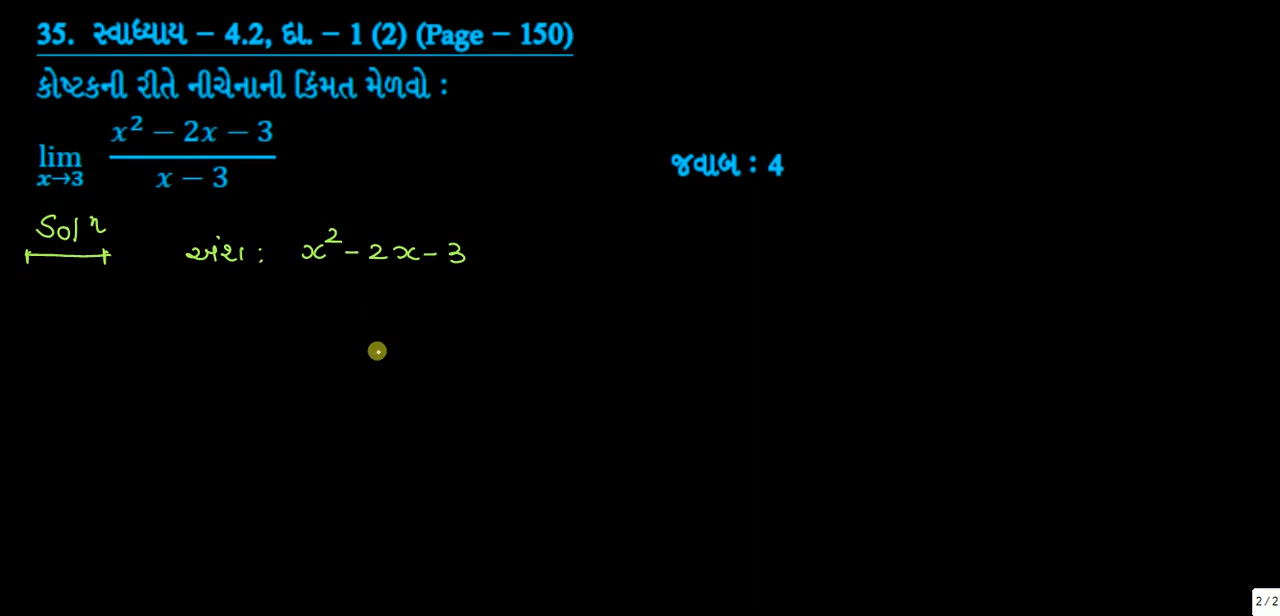 35. સ્વાધ્યાય – 4.2, દા. – 1 (2) (Page – 150)
કોષ્ટકની રીતે નીચેનાની કિંમત મેળવો :
lim x→3 (x² − 2x − 3)/(x − 3)
જવાબ : 4
Solⁿ
અંશ : x² − 2x − 3
2/2